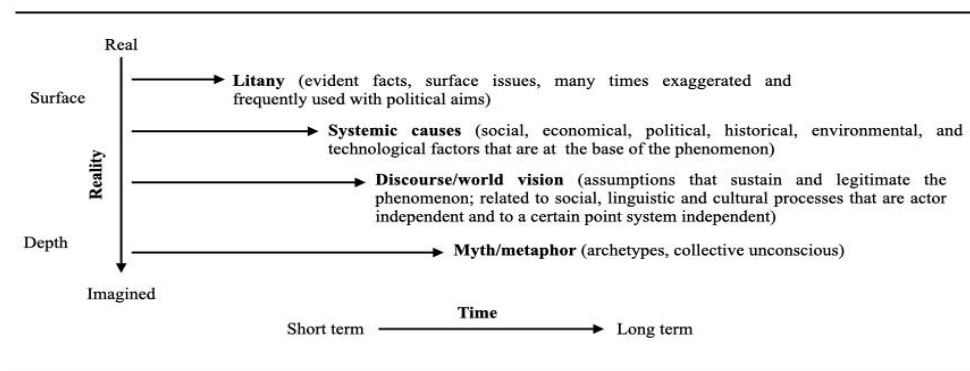 Real
Litany (evident facts, surface issues, many times exaggerated and
frequently used with political aims)
Surface
Systemic causes (social, economical, political, historical, environmental, and
technological factors that are at the base of the phenomenon)
Reality
Discourse/world vision (assumptions that sustain and legitimate the
phenomenon; related to social, linguistic and cultural processes that are actor
independent and to a certain point system independent)
Depth
Myth/metaphor (archetypes, collective unconscious)
Imagined
Time
Short term
Long term